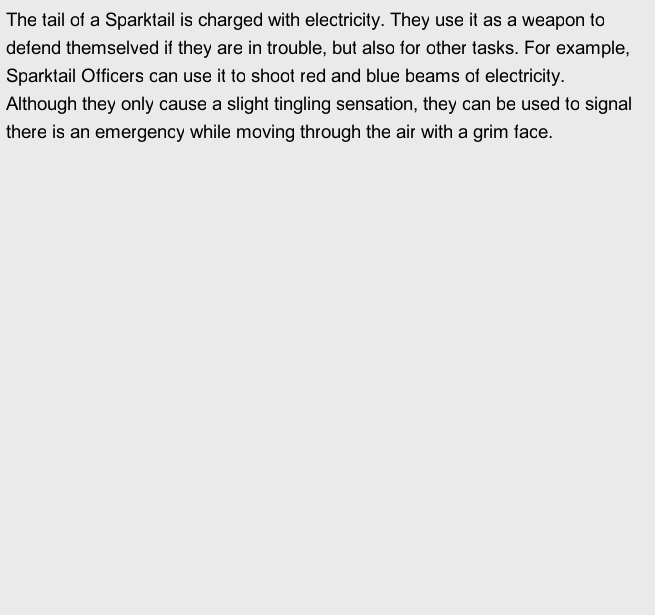 The tail of a Sparktail is charged with electricity. They use it as a weapon to
defend themselved if they are in trouble, but also for other tasks. For example,
Sparktail Officers can use it to shoot red and blue beams of electricity.
Although they only cause a slight tingling sensation, they can be used to signal
there is an emergency while moving through the air with a grim face.